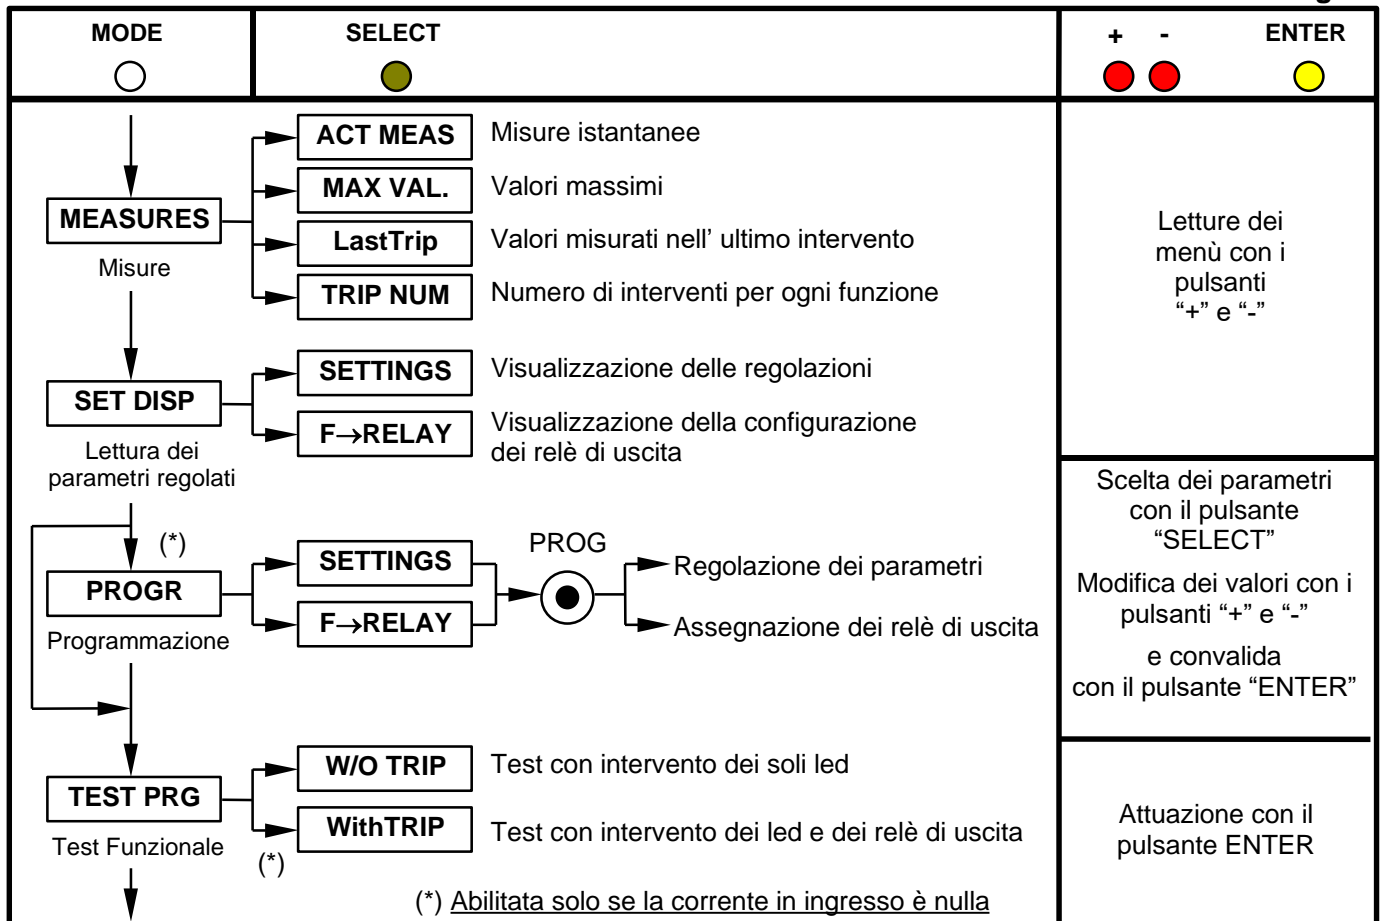 MODE
SELECT
+ -
ENTER
ACT MEAS
Misure istantanee
MAX VAL.
Valori massimi
MEASURES
LastTrip
Valori misurati nell’ ultimo intervento
Misure
TRIP NUM
Numero di interventi per ogni funzione
Letture dei
menù con i
pulsanti
“+” e “-”
SETTINGS
Visualizzazione delle regolazioni
SET DISP
F→RELAY
Visualizzazione della configurazione
dei relè di uscita
Lettura dei
parametri regolati
Scelta dei parametri
con il pulsante
“SELECT”
Modifica dei valori con i
pulsanti “+” e “-”
e convalida
con il pulsante “ENTER”
(*)
SETTINGS
PROG
Regolazione dei parametri
PROGR
F→RELAY
Assegnazione dei relè di uscita
Programmazione
W/O TRIP
Test con intervento dei soli led
TEST PRG
WithTRIP
Test con intervento dei led e dei relè di uscita
Test Funzionale
(*)
Attuazione con il
pulsante ENTER
(*) Abilitata solo se la corrente in ingresso è nulla